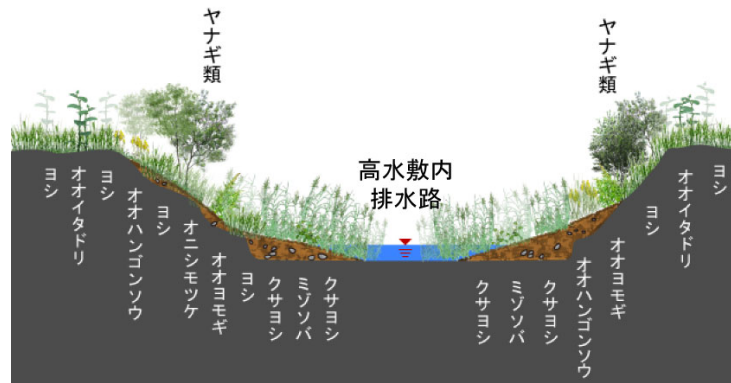 ヤナギ類
ヤナギ類
高水敷内
排水路
ヨシ
オオイタドリ
ヨシ
オオハンゴンソウ
ヨシ
オニシモツケ
オオヨモギ
ヨシ
クサヨシ
ミゾソバ
クサヨシ
クサヨシ
ミゾソバ
クサヨシ
オオハンゴンソウ
オオヨモギ
ヨシ
オオイタドリ
ヨシ